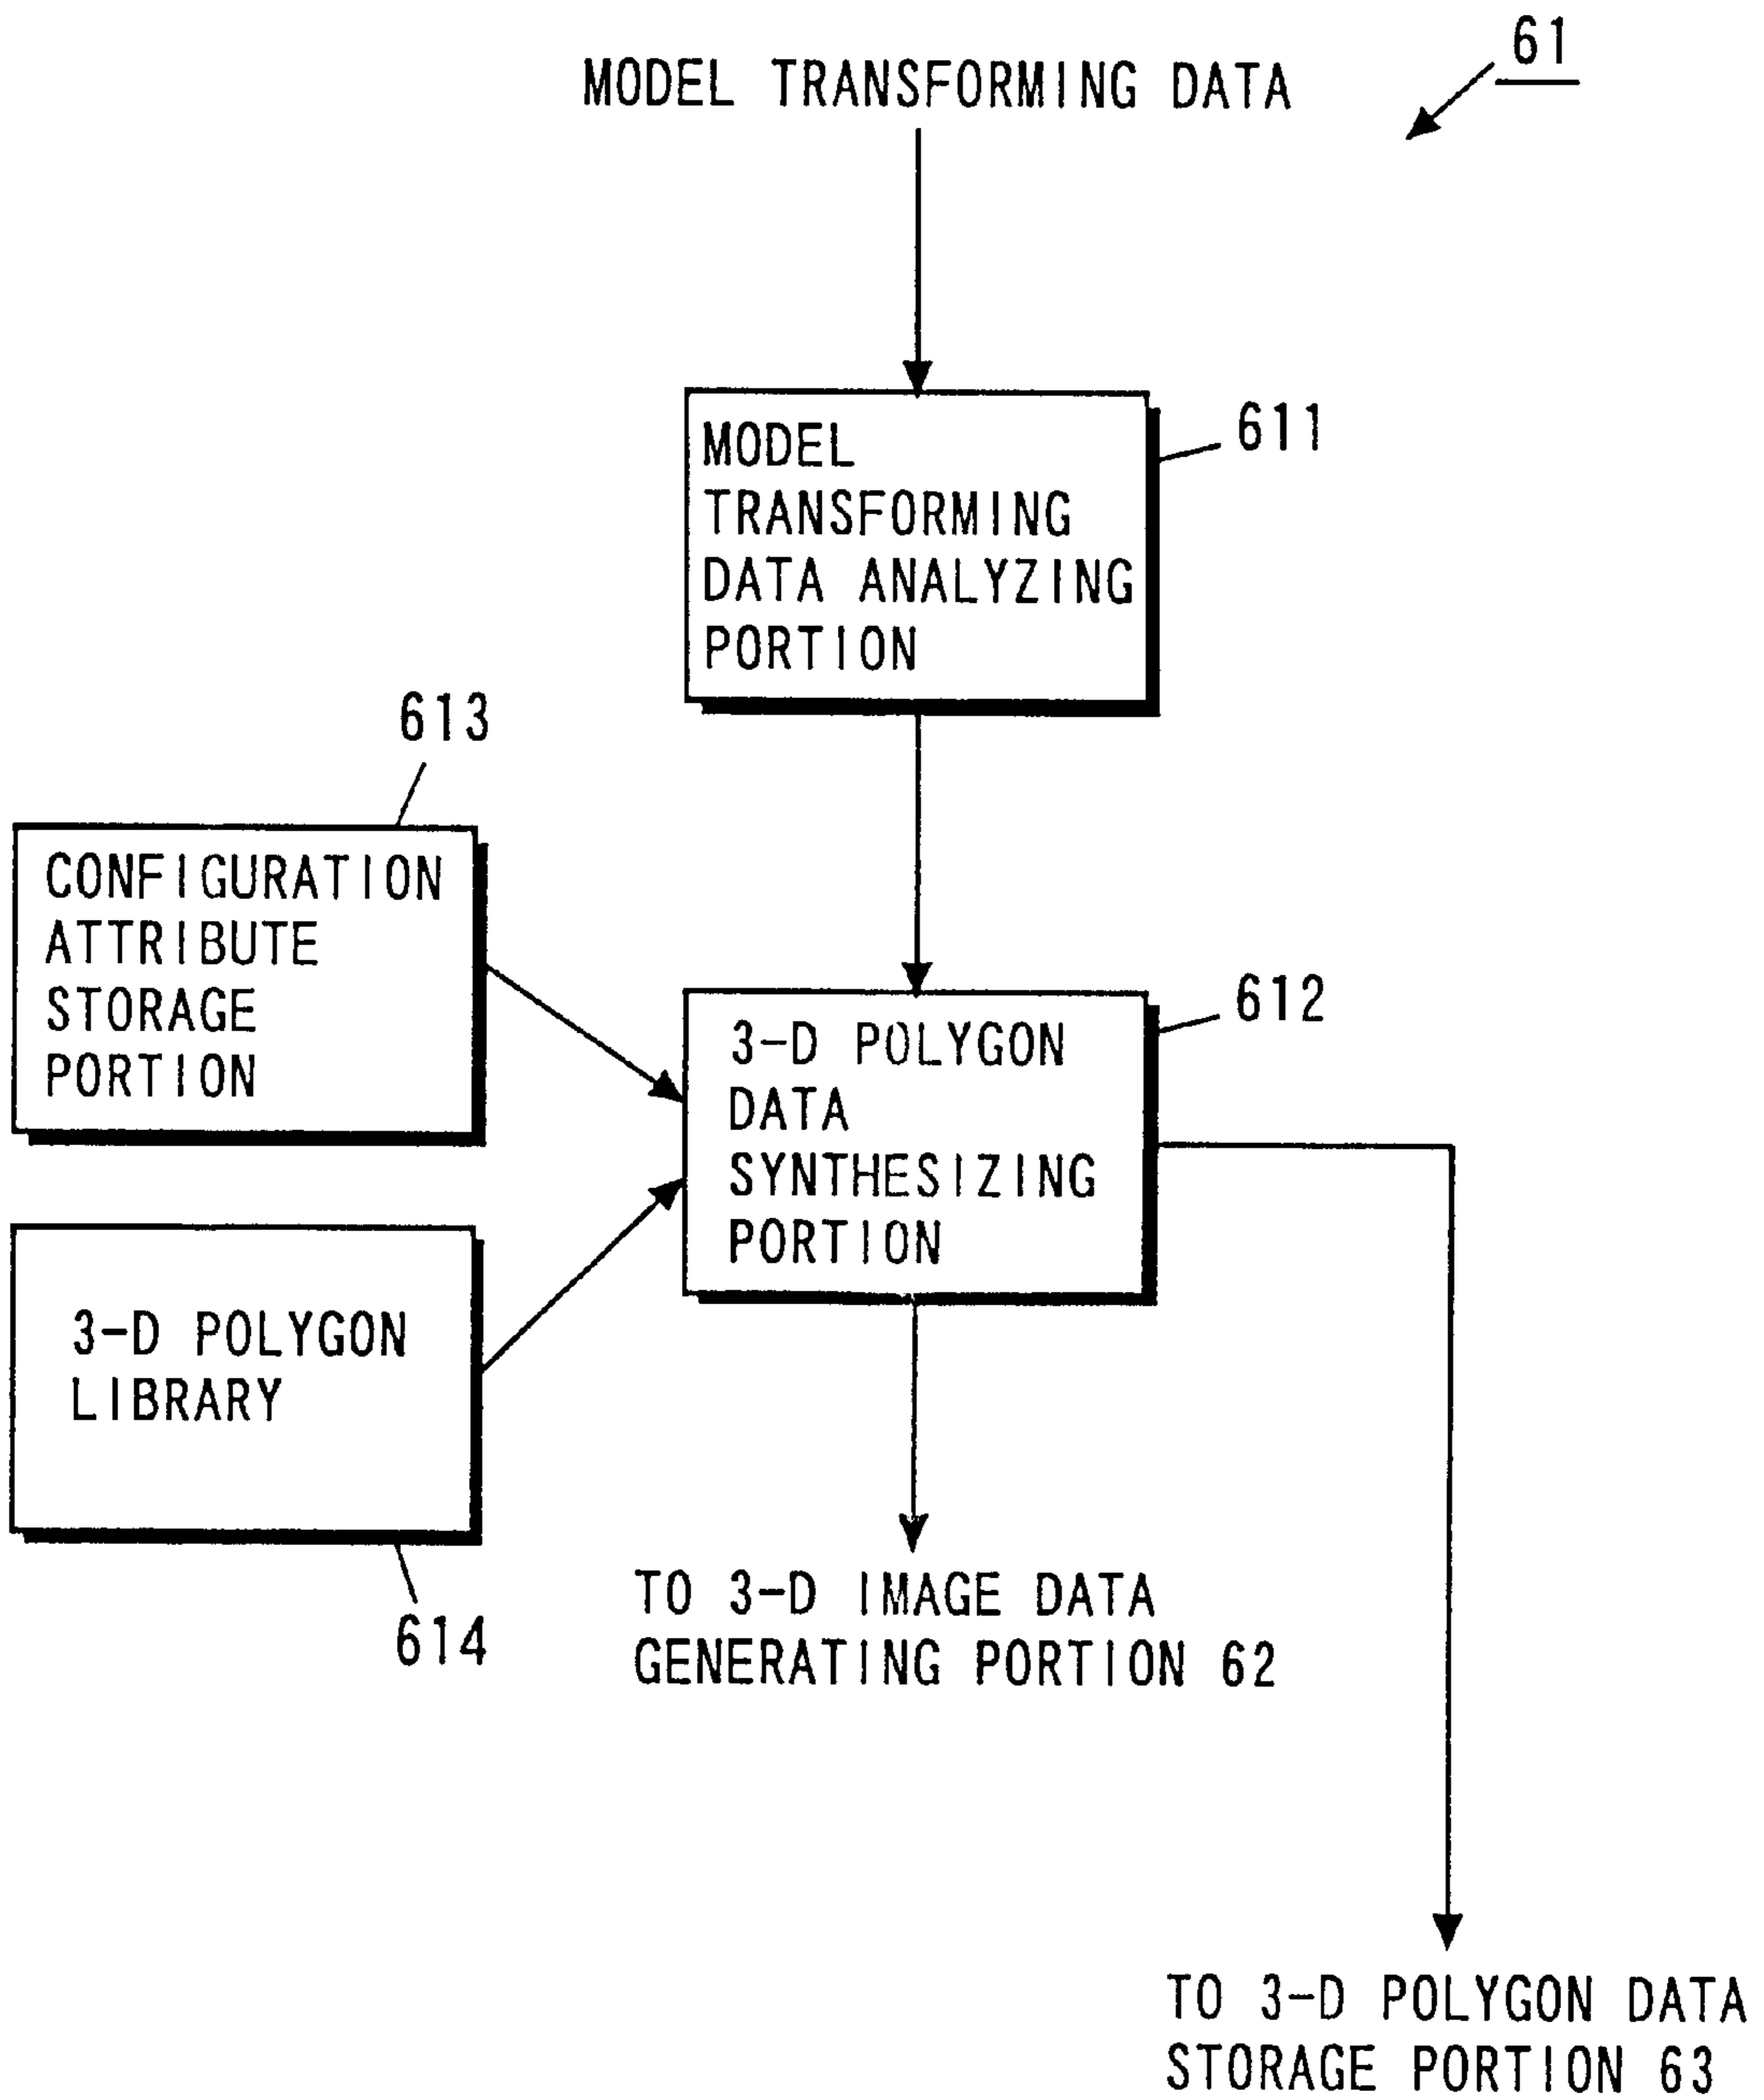 61
MODEL TRANSFORMING DATA
MODEL
TRANSFORMING
DATA ANALYZING
PORTION
611
613
CONFIGURATION
ATTRIBUTE
STORAGE
PORTION
3-D POLYGON
DATA
SYNTHESIZING
PORTION
612
3-D POLYGON
LIBRARY
614
TO 3-D IMAGE DATA
GENERATING PORTION 62
TO 3-D POLYGON DATA
STORAGE PORTION 63